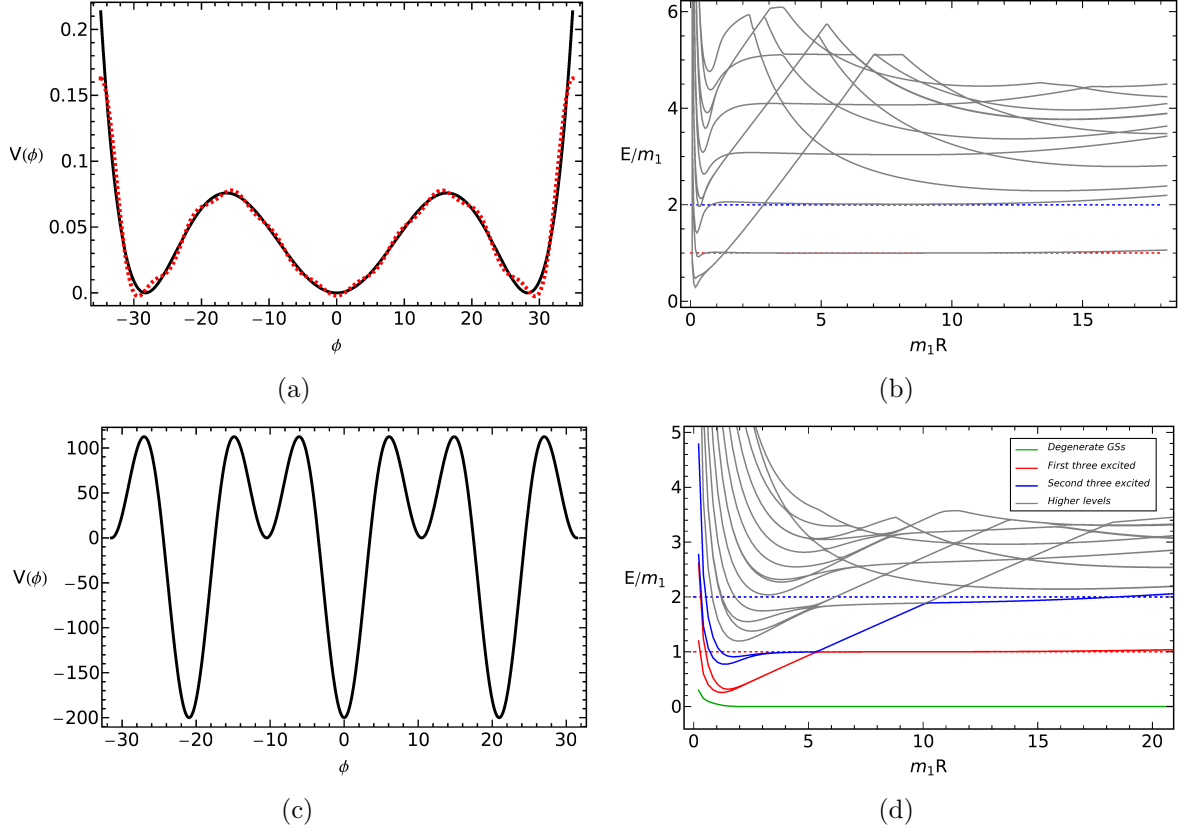 0.2
0.15
V(ϕ)
0.1
0.05
0.
−30 −20 −10 0 10 20 30
ϕ
(a)
6
4
E/m₁
2
0
0 5 10 15
m₁R
(b)
100
50
0
V(ϕ)
−50
−100
−150
−200
−30 −20 −10 0 10 20 30
ϕ
(c)
5
4
3
E/m₁
2
1
0
Degenerate GSs
First three excited
Second three excited
Higher levels
0 5 10 15 20
m₁R
(d)